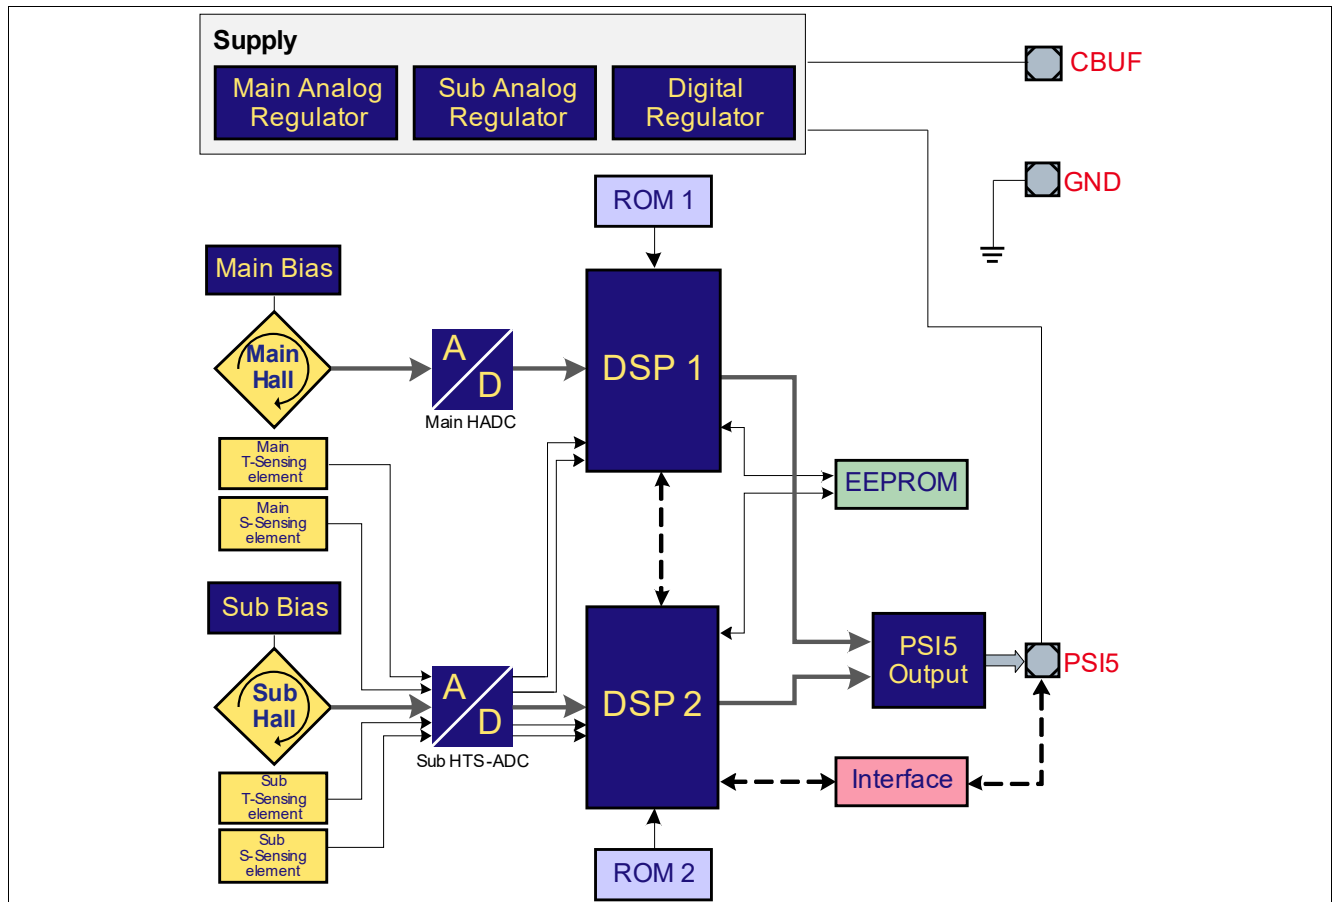 Supply
Main Analog
Regulator
Sub Analog
Regulator
Digital
Regulator
CBUF
GND
ROM 1
Main Bias
Main
Hall
A
D
Main HADC
DSP 1
Main
T-Sensing
element
Main
S-Sensing
element
EEPROM
Sub Bias
Sub
Hall
A
D
Sub HTS-ADC
DSP 2
PSI5
Output
PSI5
Sub
T-Sensing
element
Sub
S-Sensing
element
Interface
ROM 2